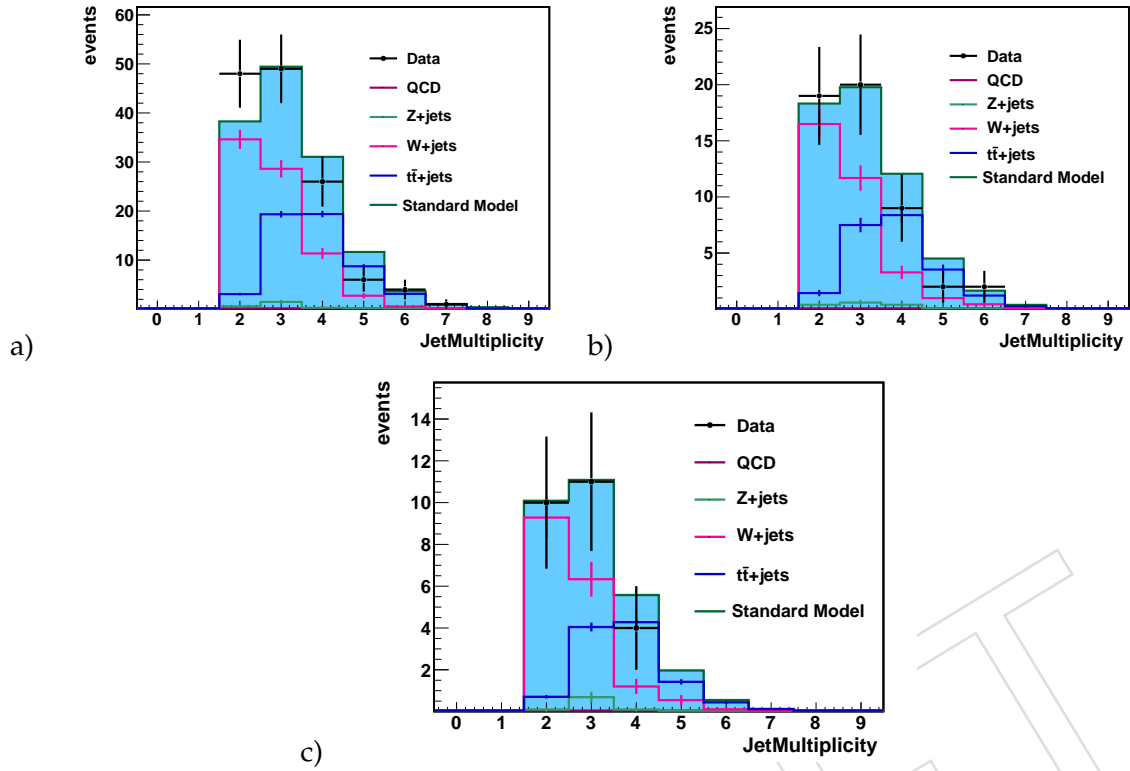 events
60
50
40
30
20
10
Data
QCD
Z+jets
W+jets
tt̄+jets
Standard Model
0 1 2 3 4 5 6 7 8 9
JetMultiplicity
a)
events
25
20
15
10
5
Data
QCD
Z+jets
W+jets
tt̄+jets
Standard Model
0 1 2 3 4 5 6 7 8 9
JetMultiplicity
b)
events
14
12
10
8
6
4
2
Data
QCD
Z+jets
W+jets
tt̄+jets
Standard Model
0 1 2 3 4 5 6 7 8 9
JetMultiplicity
c)